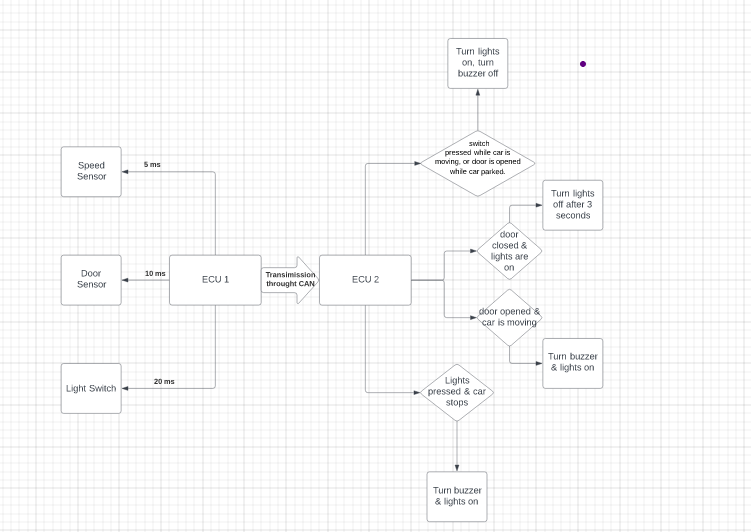 Turn lights
on, turn
buzzer off
switch
pressed while car is
moving, or door is opened
while car parked.
Speed
Sensor
5 ms
Turn lights
off after 3
seconds
door
closed &
lights are
on
Door
Sensor
10 ms
ECU 1
Transimission
throught CAN
ECU 2
door opened &
car is moving
Turn buzzer
& lights on
Light Switch
20 ms
Lights
pressed & car
stops
Turn buzzer
& lights on